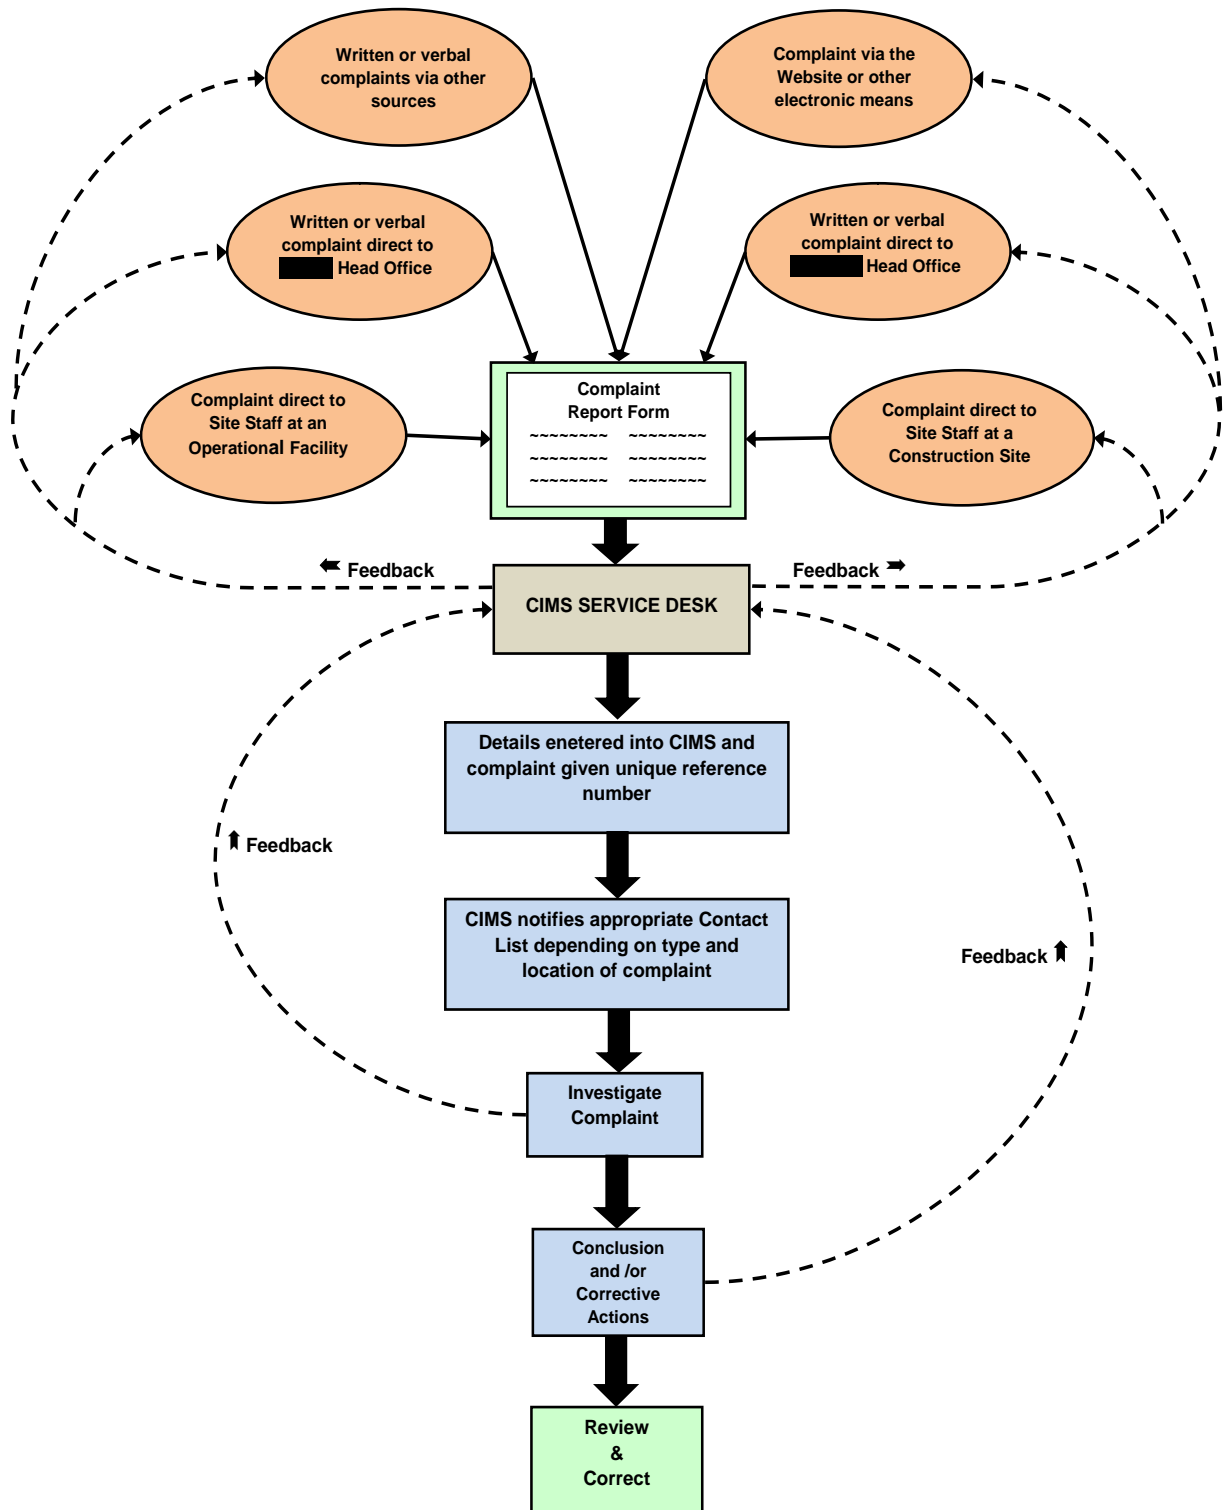 Written or verbal
complaints via other
sources
Complaint via the
Website or other
electronic means
Written or verbal
complaint direct to
Head Office
Written or verbal
complaint direct to
Head Office
Complaint direct to
Site Staff at an
Operational Facility
Complaint
Report Form
~~~~~~~~ ~~~~~~~~
~~~~~~~~ ~~~~~~~~
~~~~~~~~ ~~~~~~~~
Complaint direct to
Site Staff at a
Construction Site
Feedback
Feedback
CIMS SERVICE DESK
Details enetered into CIMS and
complaint given unique reference
number
Feedback
CIMS notifies appropriate Contact
List depending on type and
location of complaint
Feedback
Investigate
Complaint
Conclusion
and /or
Corrective
Actions
Review
&
Correct